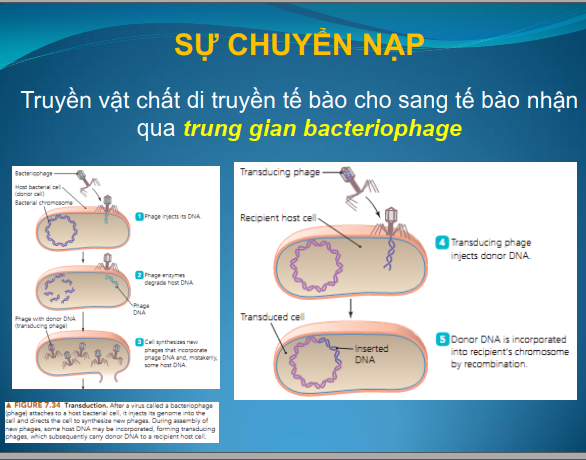 SỰ CHUYỂN NẠP
Truyền vật chất di truyền tế bào cho sang tế bào nhận
qua trung gian bacteriophage
Bacteriophage
Host bacterial cell
(donor cell)
Bacterial chromosome
1 Phage injects its DNA.
2 Phage enzymes
degrade host DNA.
Phage
DNA
Phage with donor DNA
(transducing phage)
3 Cell synthesizes new
phages that incorporate
phage DNA and, mistakenly,
some host DNA.
▲ FIGURE 7.34 Transduction. After a virus called a bacteriophage
(phage) attaches to a host bacterial cell, it injects its genome into the
cell and directs the cell to synthesize new phages. During assembly of
new phages, some host DNA may be incorporated, forming transducing
phages, which subsequently carry donor DNA to a recipient host cell.
Transducing phage
Recipient host cell
4 Transducing phage
injects donor DNA.
Transduced cell
Inserted
DNA
5 Donor DNA is incorporated
into recipient's chromosome
by recombination.